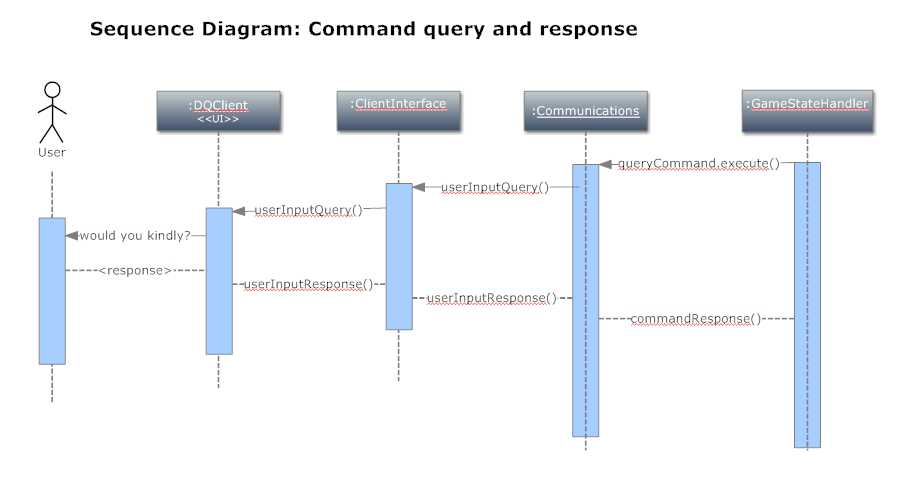 Sequence Diagram: Command query and response
:DQClient
<<UI>>
:ClientInterface
:Communications
:GameStateHandler
User
queryCommand.execute()
userInputQuery()
userInputQuery()
would you kindly?
<response>
userInputResponse()
userInputResponse()
commandResponse()